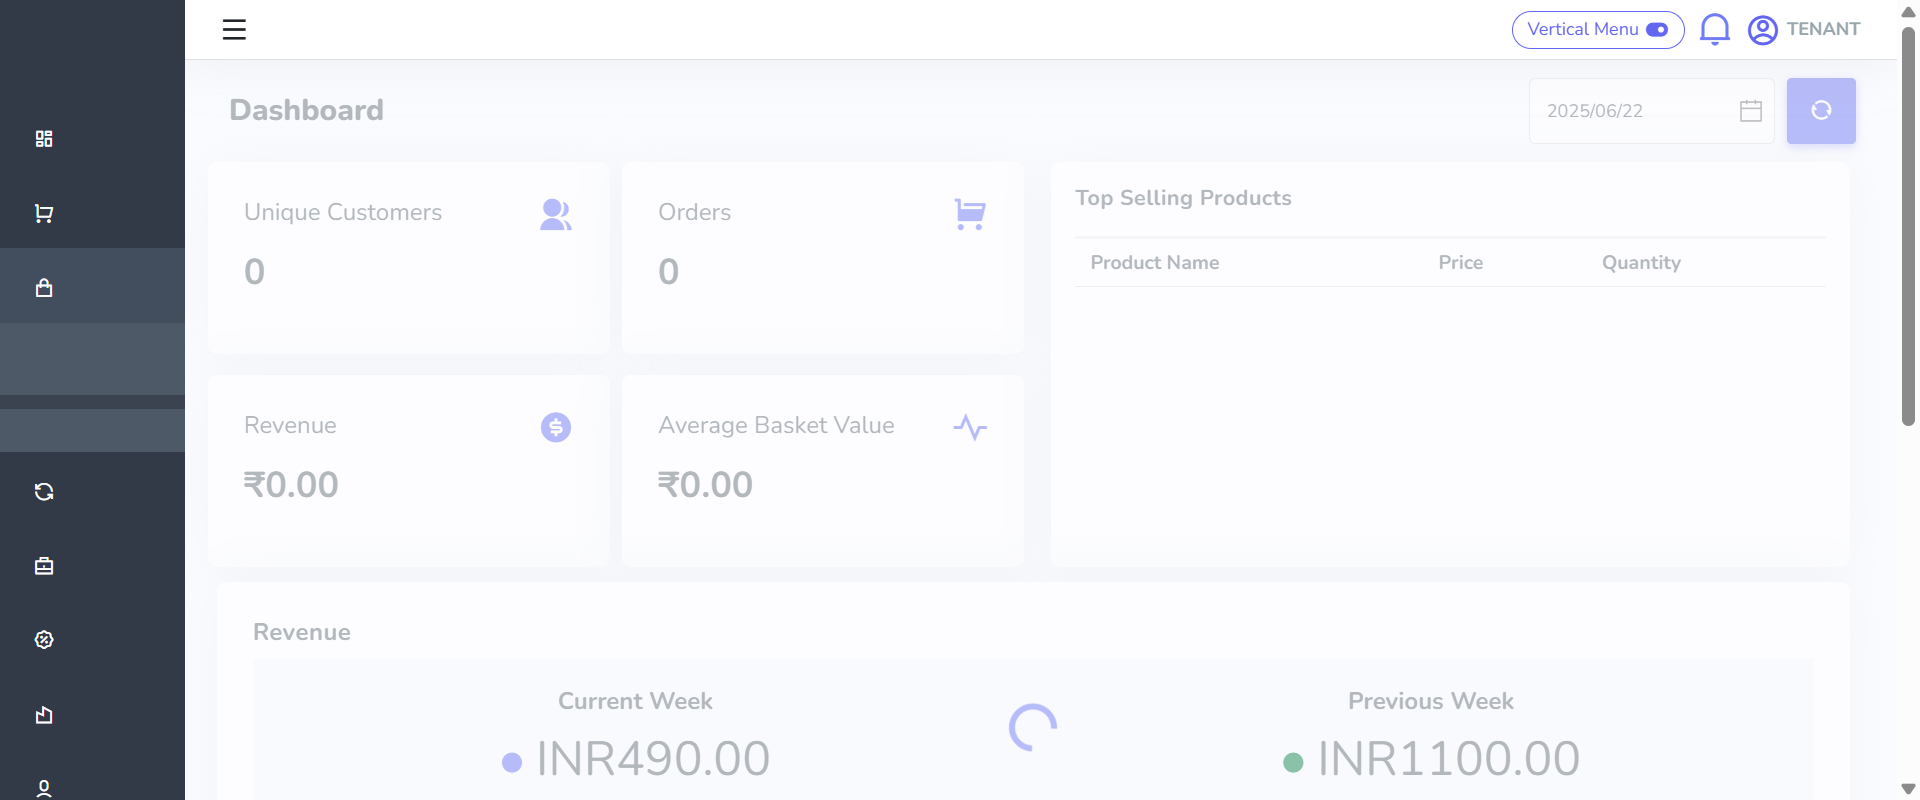 Vertical Menu
TENANT
Dashboard
2025/06/22
Unique Customers
0
Orders
0
Top Selling Products
Product Name Price Quantity
Revenue
₹0.00
Average Basket Value
₹0.00
Revenue
Current Week
INR490.00
Previous Week
INR1100.00